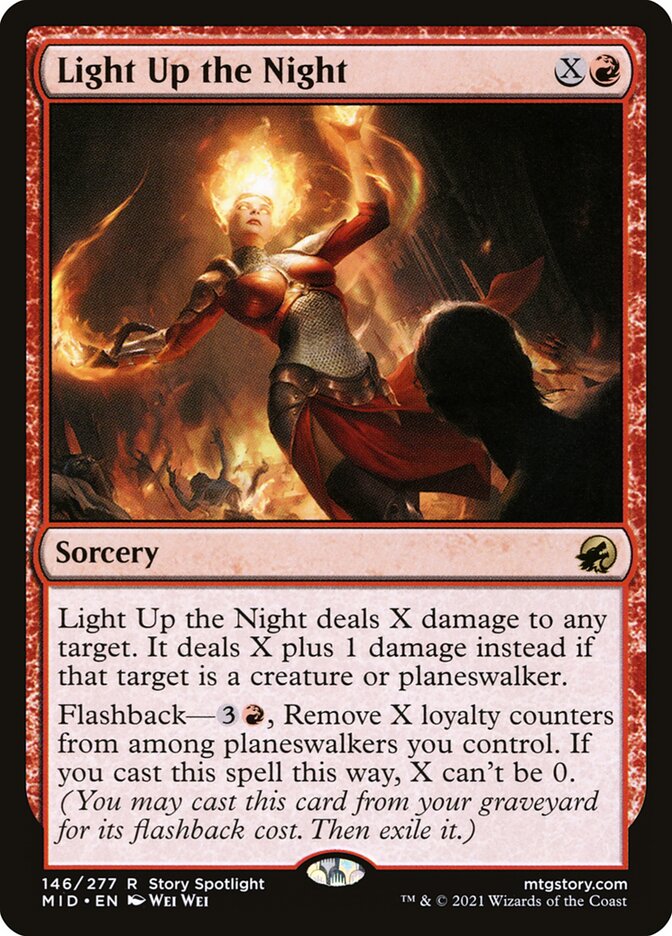 Light Up the Night X
Sorcery
Light Up the Night deals X damage to any
target. It deals X plus 1 damage instead if
that target is a creature or planeswalker.
Flashback—3, Remove X loyalty counters
from among planeswalkers you control. If
you cast this spell this way, X can't be 0.
(You may cast this card from your graveyard
for its flashback cost. Then exile it.)
146/277 R Story Spotlight
mtgstory.com
MID • EN Wei Wei
™ & © 2021 Wizards of the Coast